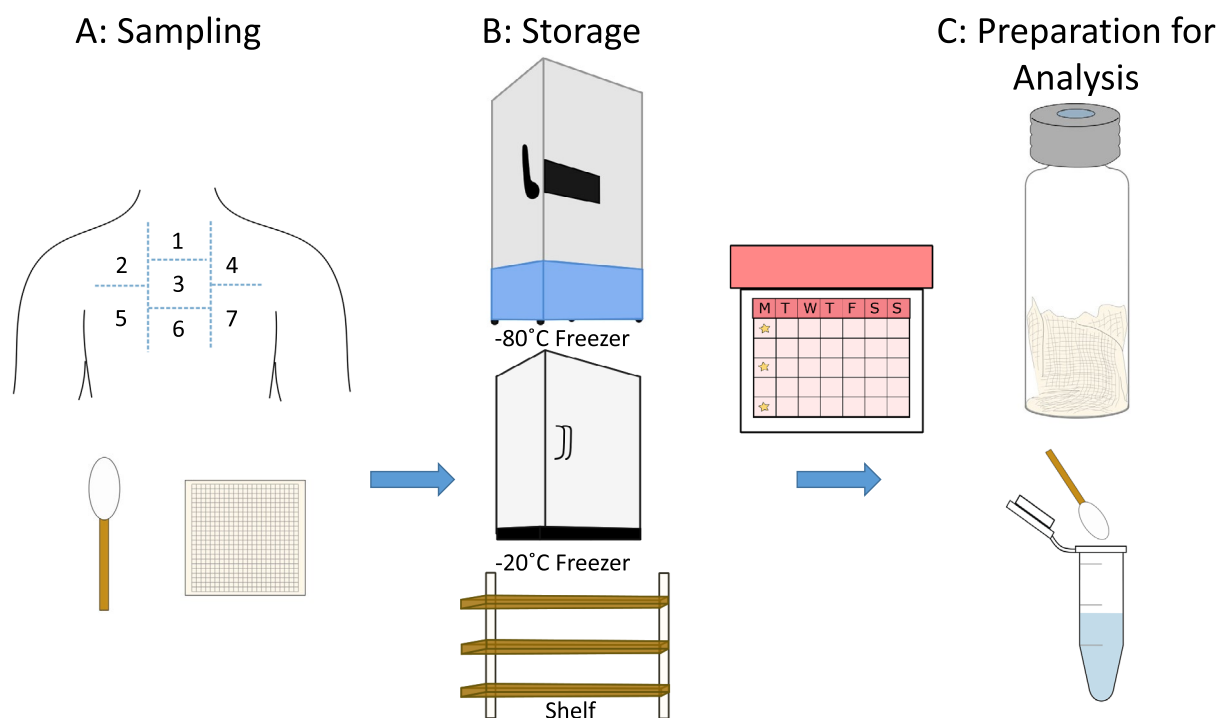 A: Sampling
B: Storage
C: Preparation for
Analysis
1
2
4
3
5
6
7
-80˚C Freezer
-20˚C Freezer
Shelf
M T W T F S S